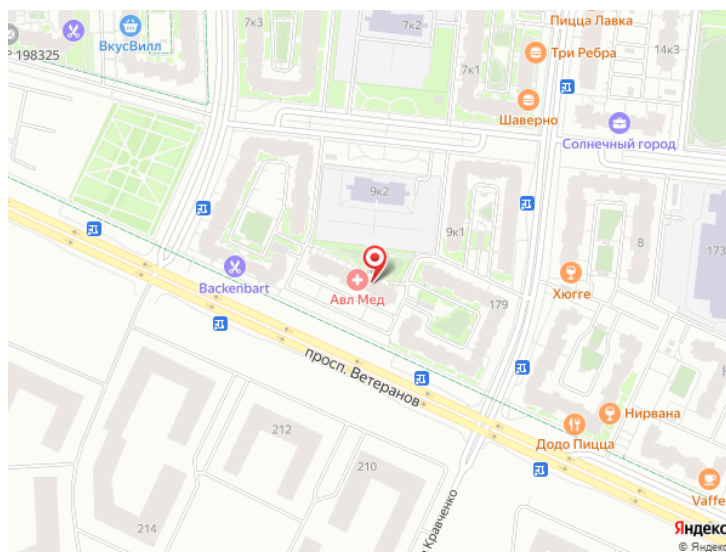 7к3
7к2
Пицца Лавка
ВкусВилл
Три Ребра
14к3
198325
7к1
Шаверно
Солнечный город
9к2
9к1
8
173
Backenbart
Авл Мед
179
Хюгге
просп. Ветеранов
Нирвана
212
Додо Пицца
210
Кравченко
Vaffe
214
Яндекс
© Яндекс